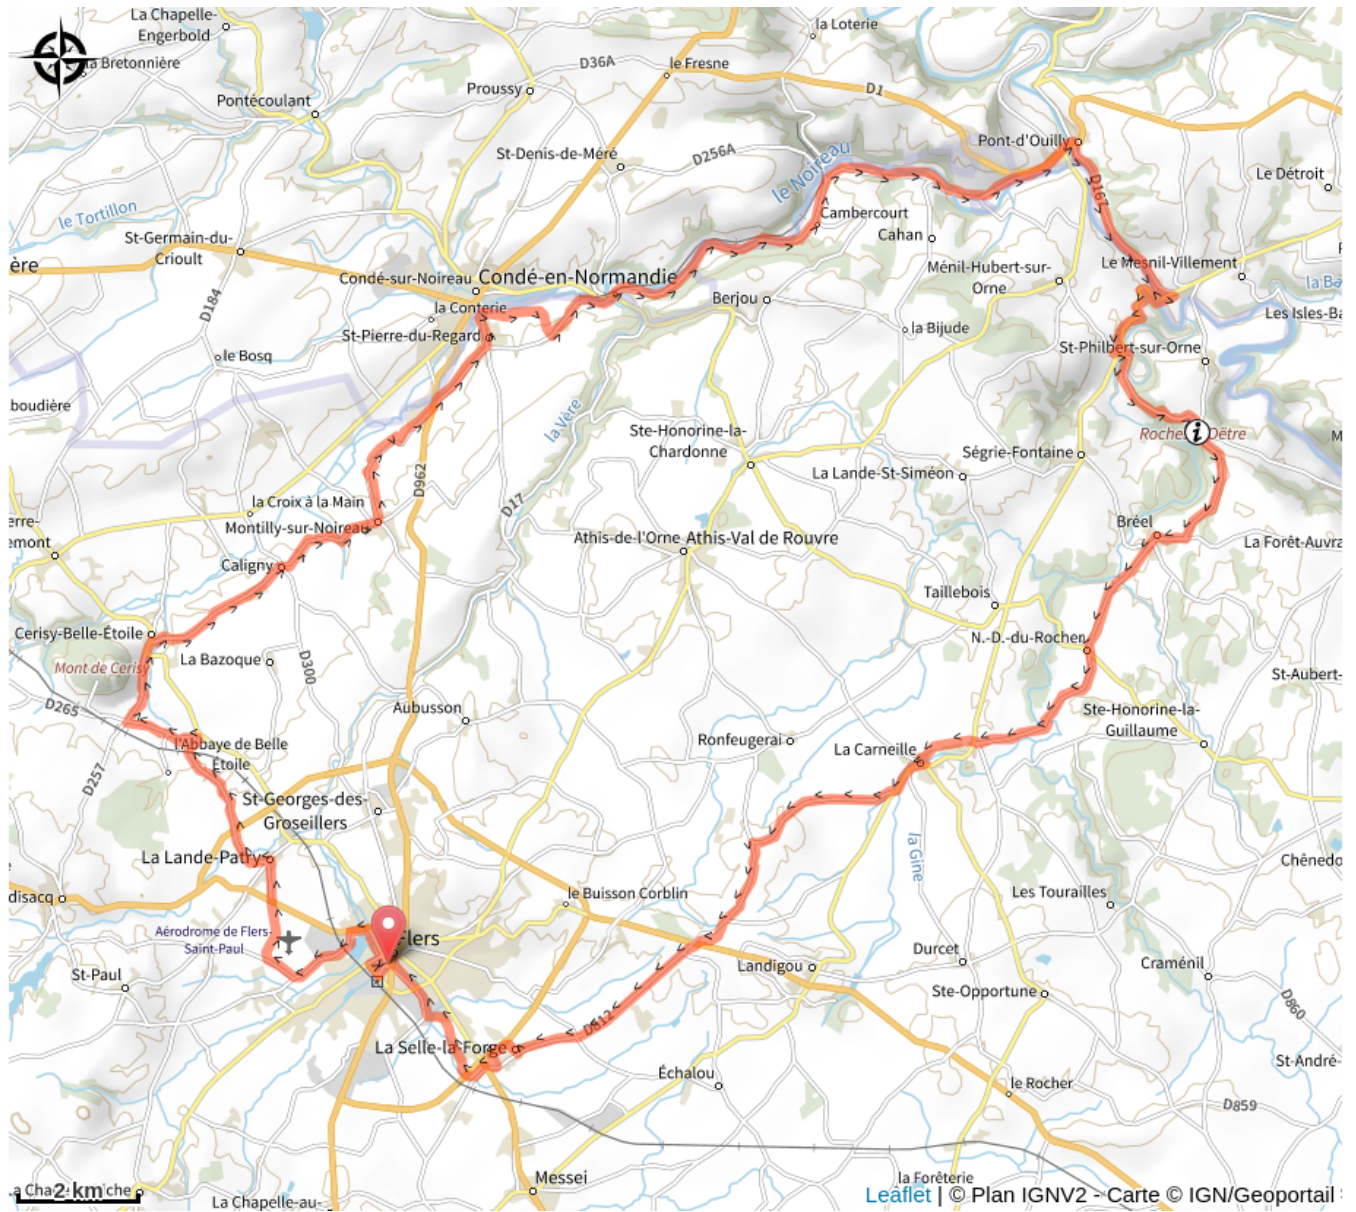 La Chapelle-
Engerbold
la Loterie
la Bretonnière
D36A
le Fresne
Proussy
D1
Pontécoulant
Pont-d'Ouilly
St-Denis-de-Méré
D256A
le Noireau
Le Détroit
D167
le Tortillon
Cambercourt
St-Germain-du-
Crioult
Cahan
ère
Condé-sur-Noireau
Condé-en-Normandie
Ménil-Hubert-sur-
Orne
Le Mesnil-Villement
la Ba
D184
la Conterie
Berjou
Les Isles-Ba
St-Pierre-du-Regard
la Bijude
le Bosq
St-Philbert-sur-Orne
boudière
la Vère
Ste-Honorine-la-
Chardonne
Roche d'Oëtre
M
Ségrie-Fontaine
La Lande-St-Siméon
D962
la Croix à la Main
D17
erre-
Montilly-sur-Noireau
Bréel
emont
Athis-de-l'Orne
Athis-Val de Rouvre
La Forêt-Auvra
Caligny
Taillebois
Cerisy-Belle-Étoile
N.-D.-du-Rocher
La Bazoque
Mont de Cerisy
D300
St-Aubert-
D265
Aubusson
Ste-Honorine-la-
Guillaume
l'Abbaye de Belle
Étoile
Ronfeugerai
La Carneille
D257
St-Georges-des-
Groseillers
la Gine
La Lande-Patry
Chênedo
disacq
le Buisson Corblin
Les Tourailles
Aérodrome de Flers-
Saint-Paul
Flers
Durcet
St-Paul
Landigou
Craménil
Ste-Opportune
D860
D812
La Selle-la-Forge
Échalou
St-André-
le Rocher
D859
Messei
la Forêterie
2 km
La Chapelle-au-
Leaflet | © Plan IGNV2 - Carte © IGN/Geoportail